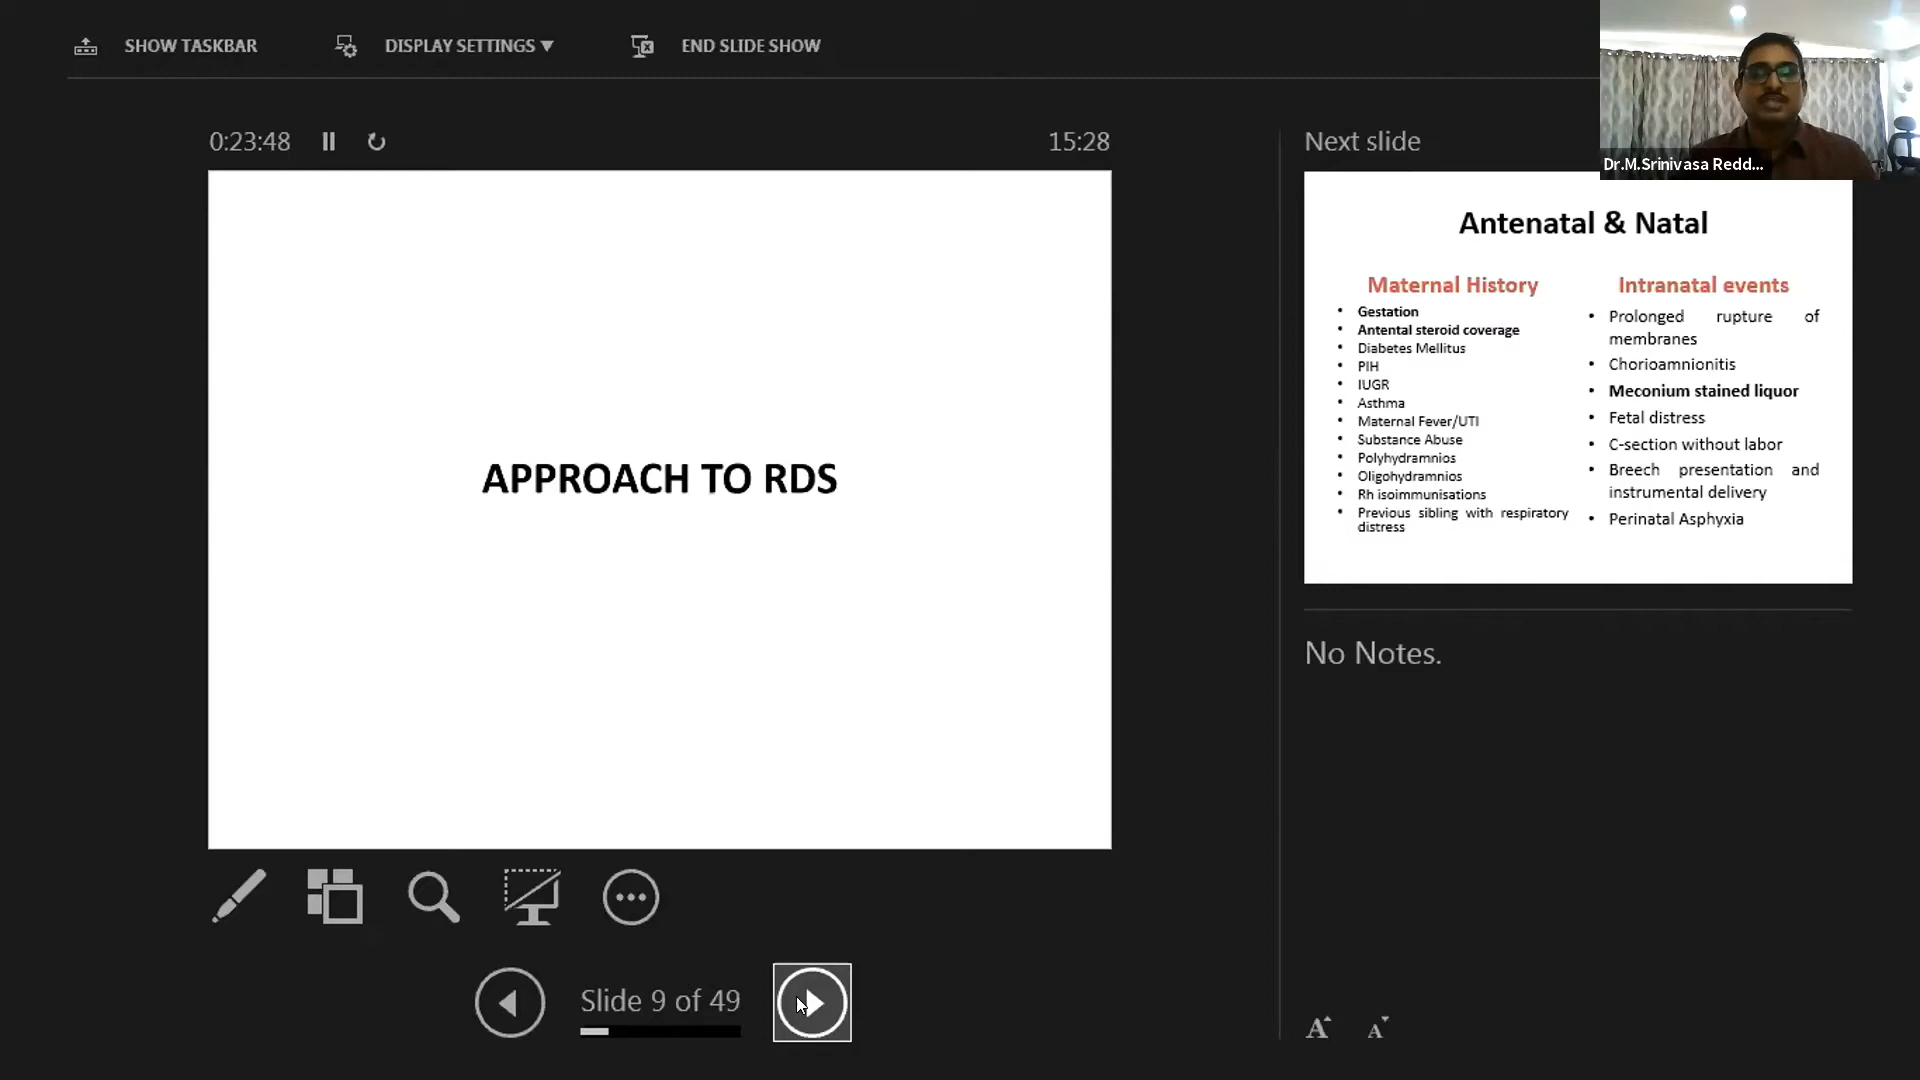 SHOW TASKBAR
DISPLAY SETTINGS ▼
END SLIDE SHOW
Dr.M.Srinivasa Redd...
0:23:48
15:28
APPROACH TO RDS
Slide 9 of 49
Next slide
Antenatal & Natal
Maternal History
• Gestation
• Antental steroid coverage
• Diabetes Mellitus
• PIH
• IUGR
• Asthma
• Maternal Fever/UTI
• Substance Abuse
• Polyhydramnios
• Oligohydramnios
• Rh isoimmunisations
• Previous sibling with respiratory
distress
Intranatal events
• Prolonged rupture of
membranes
• Chorioamnionitis
• Meconium stained liquor
• Fetal distress
• C-section without labor
• Breech presentation and
instrumental delivery
• Perinatal Asphyxia
No Notes.
A A